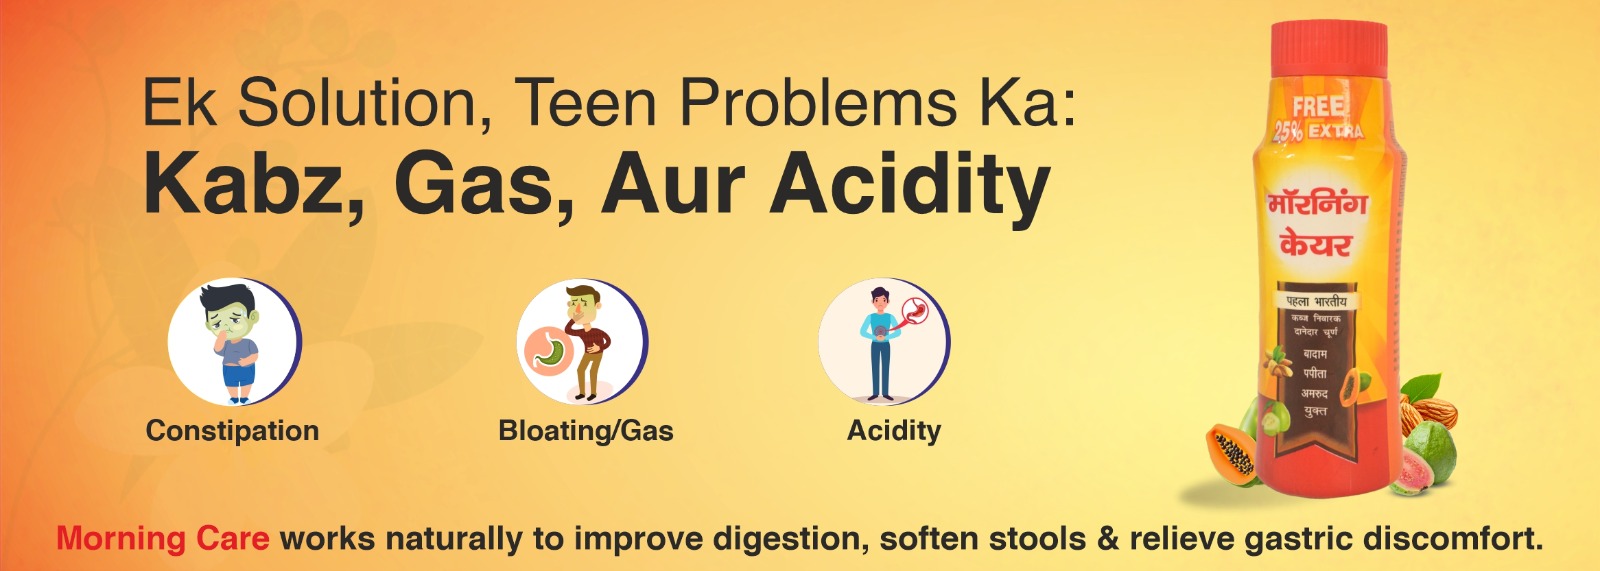 Ek Solution, Teen Problems Ka:
Kabz, Gas, Aur Acidity
Constipation
Bloating/Gas
Acidity
Morning Care works naturally to improve digestion, soften stools & relieve gastric discomfort.
FREE
25% EXTRA
मॉरनिंग
केयर
पहला भारतीय
कब्ज निवारक
दानेदार चूर्ण
बादाम
पपीता
अमरुद
युक्त